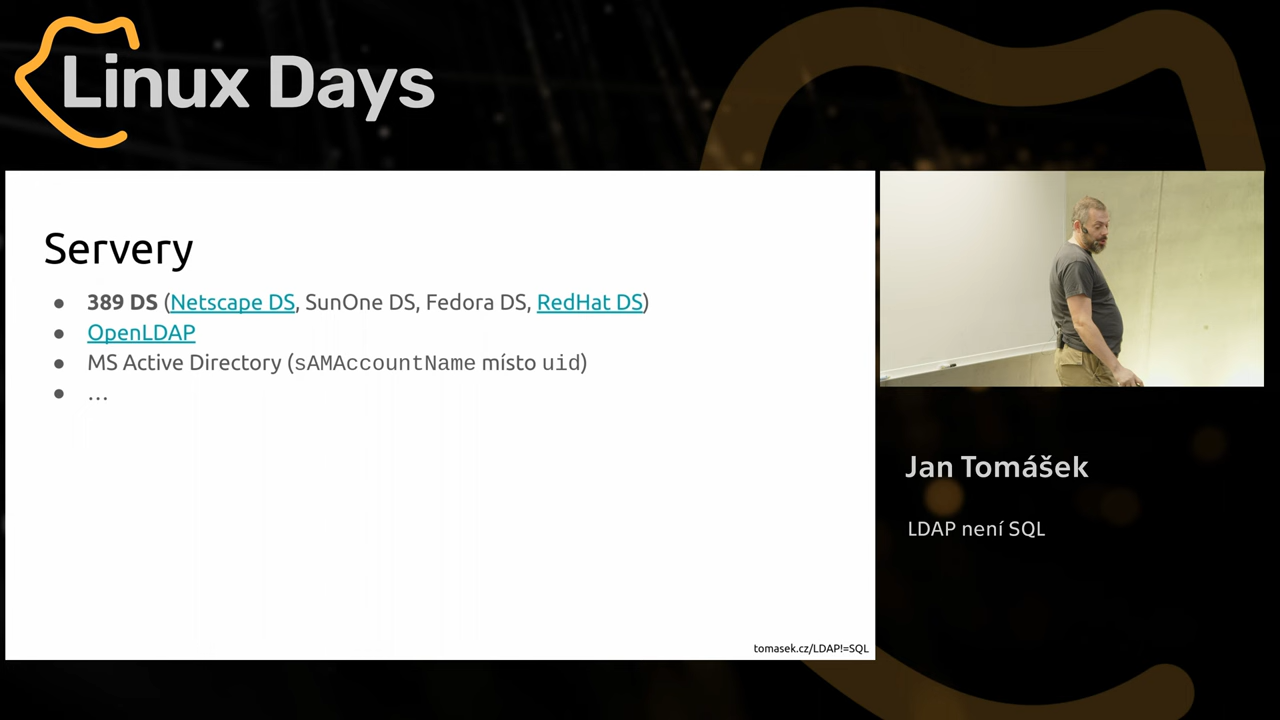 Linux Days
Servery
● 389 DS (Netscape DS, SunOne DS, Fedora DS, RedHat DS)
● OpenLDAP
● MS Active Directory (sAMAccountName místo uid)
● ...
tomasek.cz/LDAP!=SQL
Jan Tomášek
LDAP není SQL